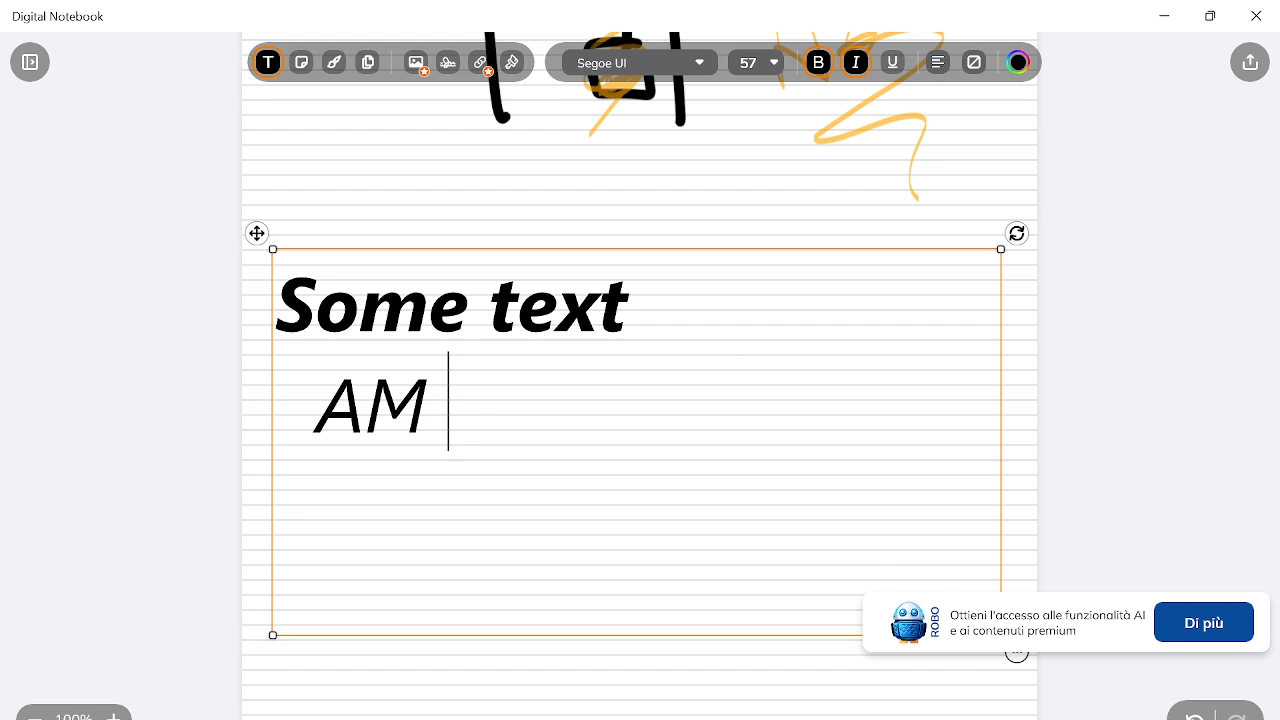 Digital Notebook
T
Segoe UI
57
B
I
U
Some text
AM
ROBO
Ottieni l'accesso alle funzionalità AI
e ai contenuti premium
Di più
100%